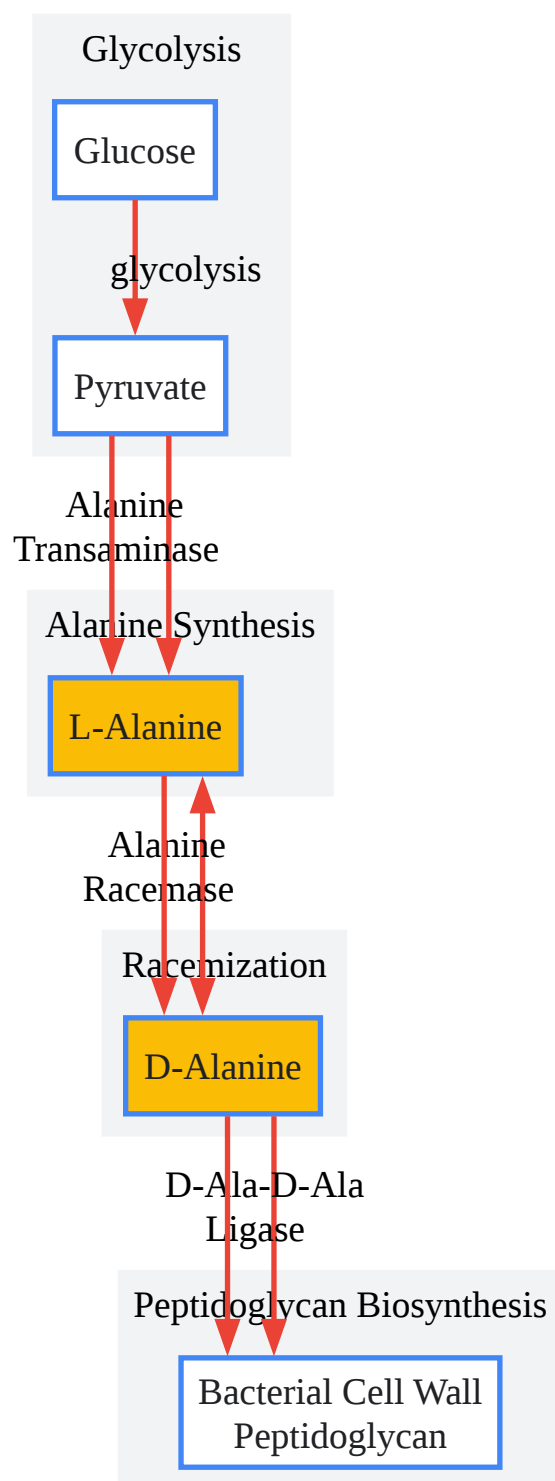 Glycolysis
Glucose
glycolysis
Pyruvate
Alanine
Transaminase
Alanine Synthesis
L-Alanine
Alanine
Racemase
Racemization
D-Alanine
D-Ala-D-Ala
Ligase
Peptidoglycan Biosynthesis
Bacterial Cell Wall
Peptidoglycan